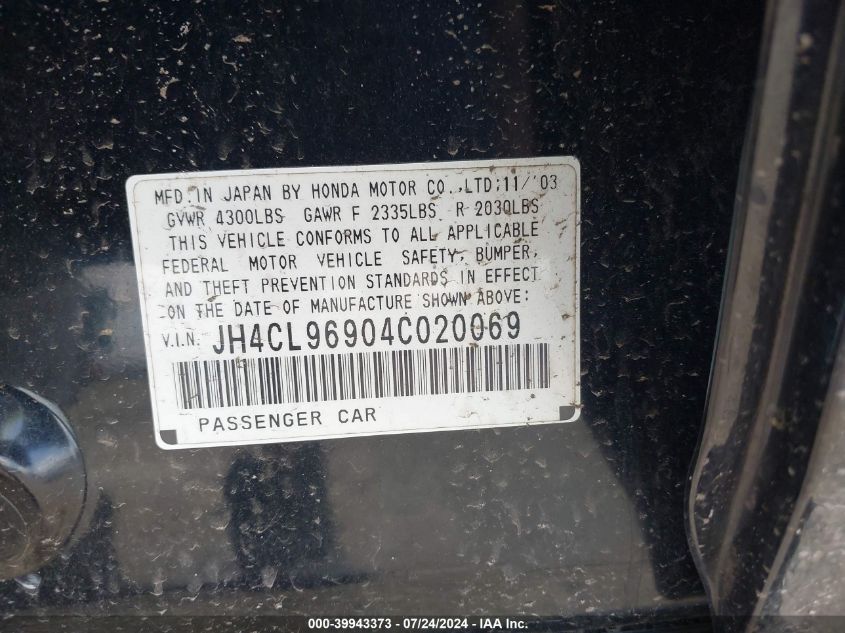 MFD. IN JAPAN BY HONDA MOTOR CO.,LTD; 11/'03
GVWR 4300LBS GAWR F 2335LBS R 2030LBS
THIS VEHICLE CONFORMS TO ALL APPLICABLE
FEDERAL MOTOR VEHICLE SAFETY, BUMPER,
AND THEFT PREVENTION STANDARDS IN EFFECT
ON THE DATE OF MANUFACTURE SHOWN ABOVE:
V.I.N. JH4CL96904C020069
PASSENGER CAR
000-39943373 - 07/24/2024 - IAA Inc.